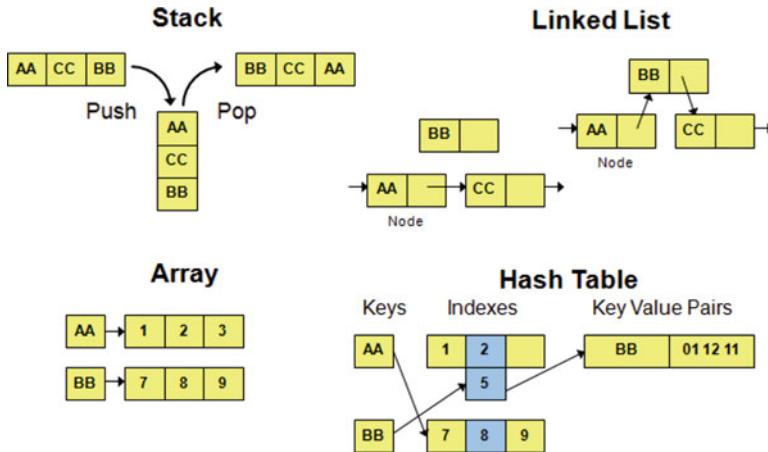 Stack
AA CC BB
BB CC AA
Push
Pop
AA
CC
BB
Linked List
BB
AA
CC
Node
BB
AA
CC
Node
Array
AA 1 2 3
BB 7 8 9
Hash Table
Keys Indexes Key Value Pairs
AA 1 2 BB 01 12 11
5
BB 7 8 9